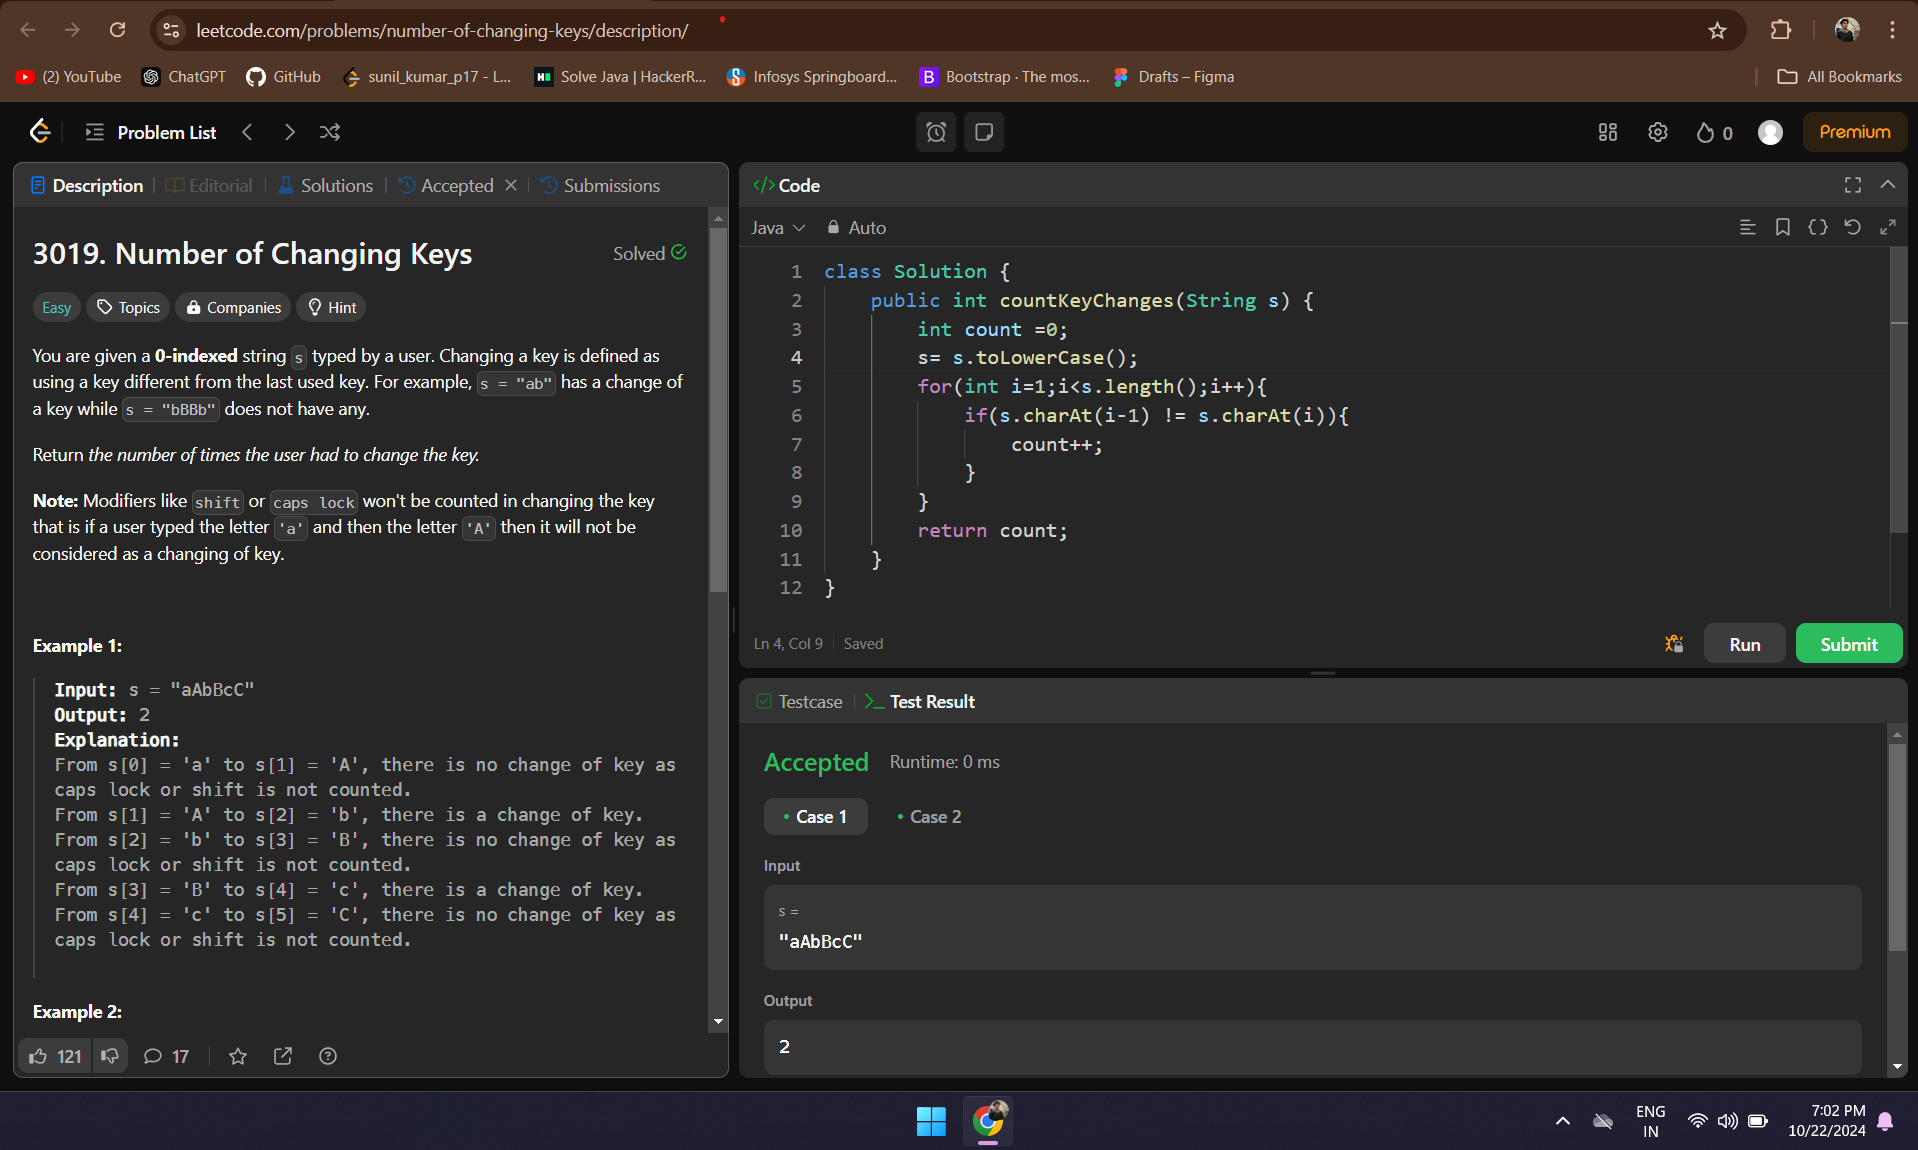 leetcode.com/problems/number-of-changing-keys/description/
(2) YouTube ChatGPT GitHub sunil_kumar_p17 - L... Solve Java | HackerR... Infosys Springboard... Bootstrap · The mos... Drafts – Figma All Bookmarks
Problem List 0 Premium
Description Editorial Solutions Accepted Submissions
3019. Number of Changing Keys
Solved
Easy Topics Companies Hint
You are given a 0-indexed string s typed by a user. Changing a key is defined as
using a key different from the last used key. For example, s = "ab" has a change of
a key while s = "bBBb" does not have any.
Return the number of times the user had to change the key.
Note: Modifiers like shift or caps lock won't be counted in changing the key
that is if a user typed the letter 'a' and then the letter 'A' then it will not be
considered as a changing of key.
Example 1:
Input: s = "aAbBcC"
Output: 2
Explanation:
From s[0] = 'a' to s[1] = 'A', there is no change of key as
caps lock or shift is not counted.
From s[1] = 'A' to s[2] = 'b', there is a change of key.
From s[2] = 'b' to s[3] = 'B', there is no change of key as
caps lock or shift is not counted.
From s[3] = 'B' to s[4] = 'c', there is a change of key.
From s[4] = 'c' to s[5] = 'C', there is no change of key as
caps lock or shift is not counted.
Example 2:
121 17
</> Code
Java Auto
1 class Solution {
2 public int countKeyChanges(String s) {
3 int count =0;
4 s= s.toLowerCase();
5 for(int i=1;i<s.length();i++){
6 if(s.charAt(i-1) != s.charAt(i)){
7 count++;
8 }
9 }
10 return count;
11 }
12 }
Ln 4, Col 9 Saved
Run Submit
Testcase Test Result
Accepted Runtime: 0 ms
• Case 1 • Case 2
Input
s =
"aAbBcC"
Output
2
ENG
IN
7:02 PM
10/22/2024